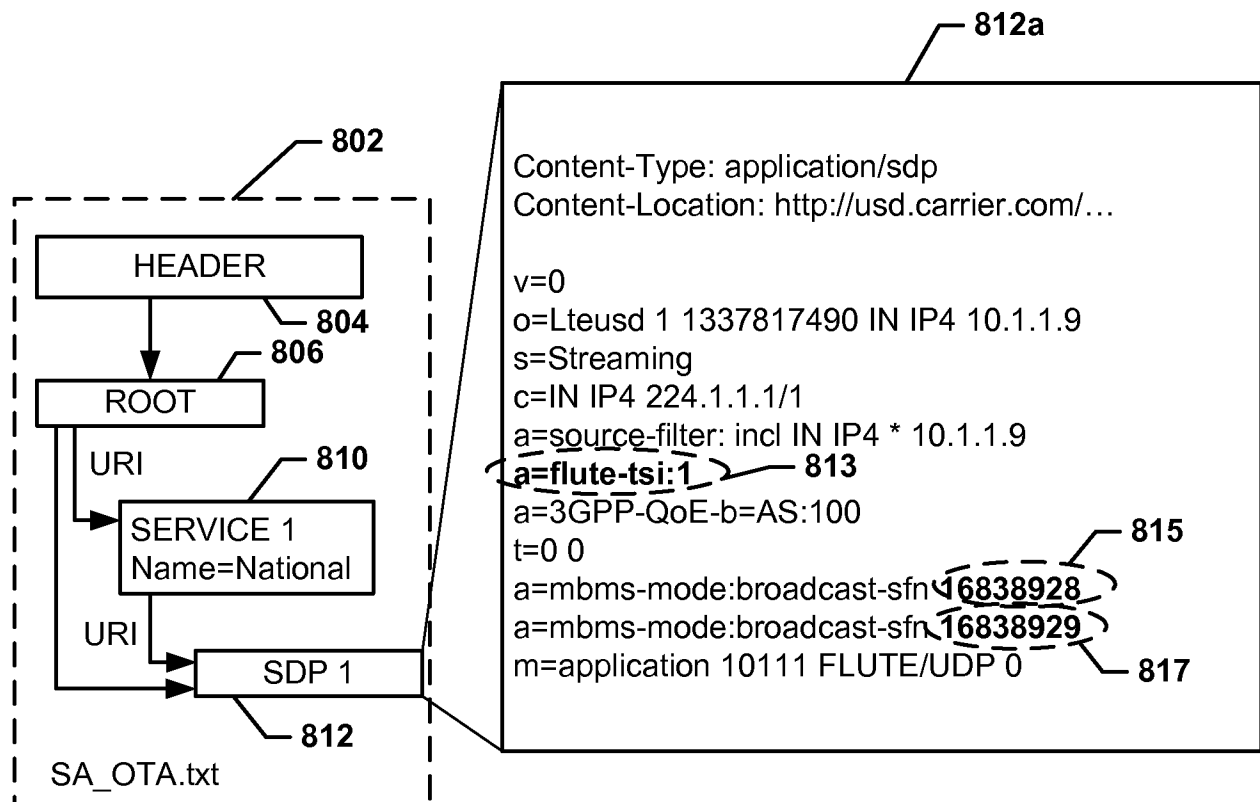 812a
802
HEADER
804
806
ROOT
URI
810
SERVICE 1
Name=National
URI
SDP 1
812
SA_OTA.txt
Content-Type: application/sdp
Content-Location: http://usd.carrier.com/…
v=0
o=Lteusd 1 1337817490 IN IP4 10.1.1.9
s=Streaming
c=IN IP4 224.1.1.1/1
a=source-filter: incl IN IP4 * 10.1.1.9
a=flute-tsi:1
813
a=3GPP-QoE-b=AS:100
t=0 0
815
a=mbms-mode:broadcast-sfn 16838928
a=mbms-mode:broadcast-sfn 16838929
m=application 10111 FLUTE/UDP 0
817